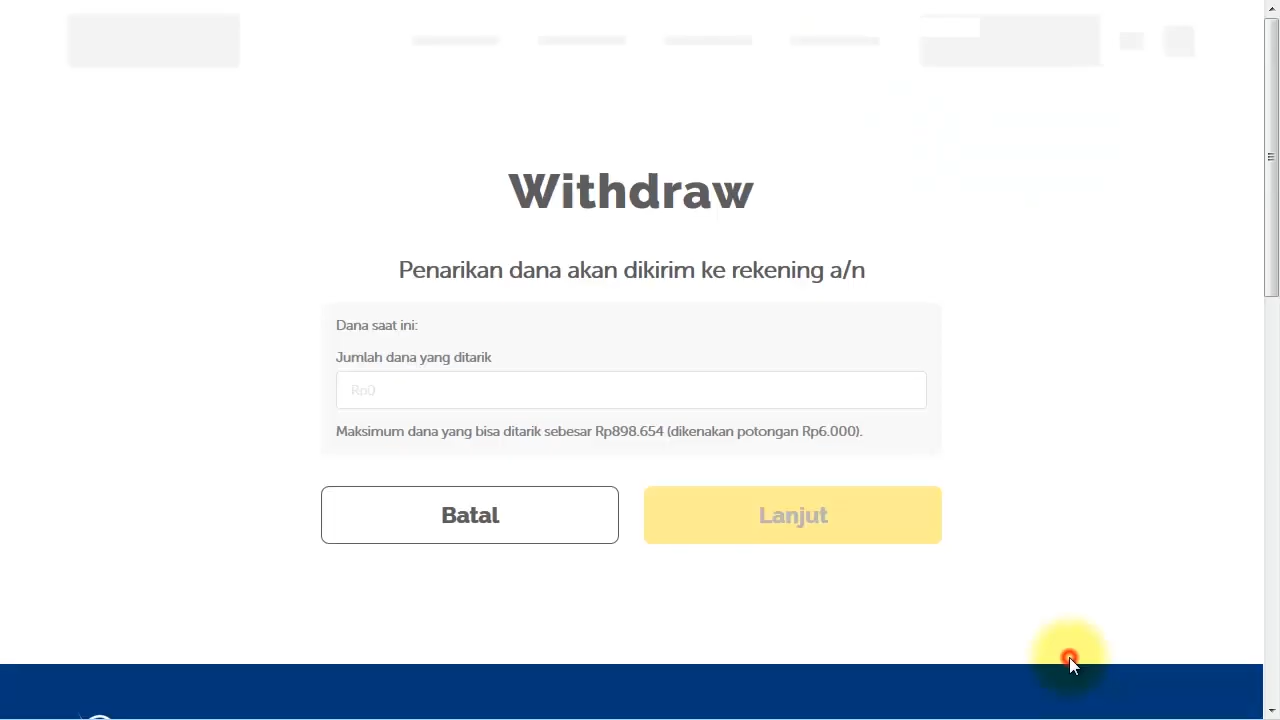 Withdraw
Penarikan dana akan dikirim ke rekening a/n
Dana saat ini:
Jumlah dana yang ditarik
Rp0
Maksimum dana yang bisa ditarik sebesar Rp898.654 (dikenakan potongan Rp6.000).
Batal
Lanjut